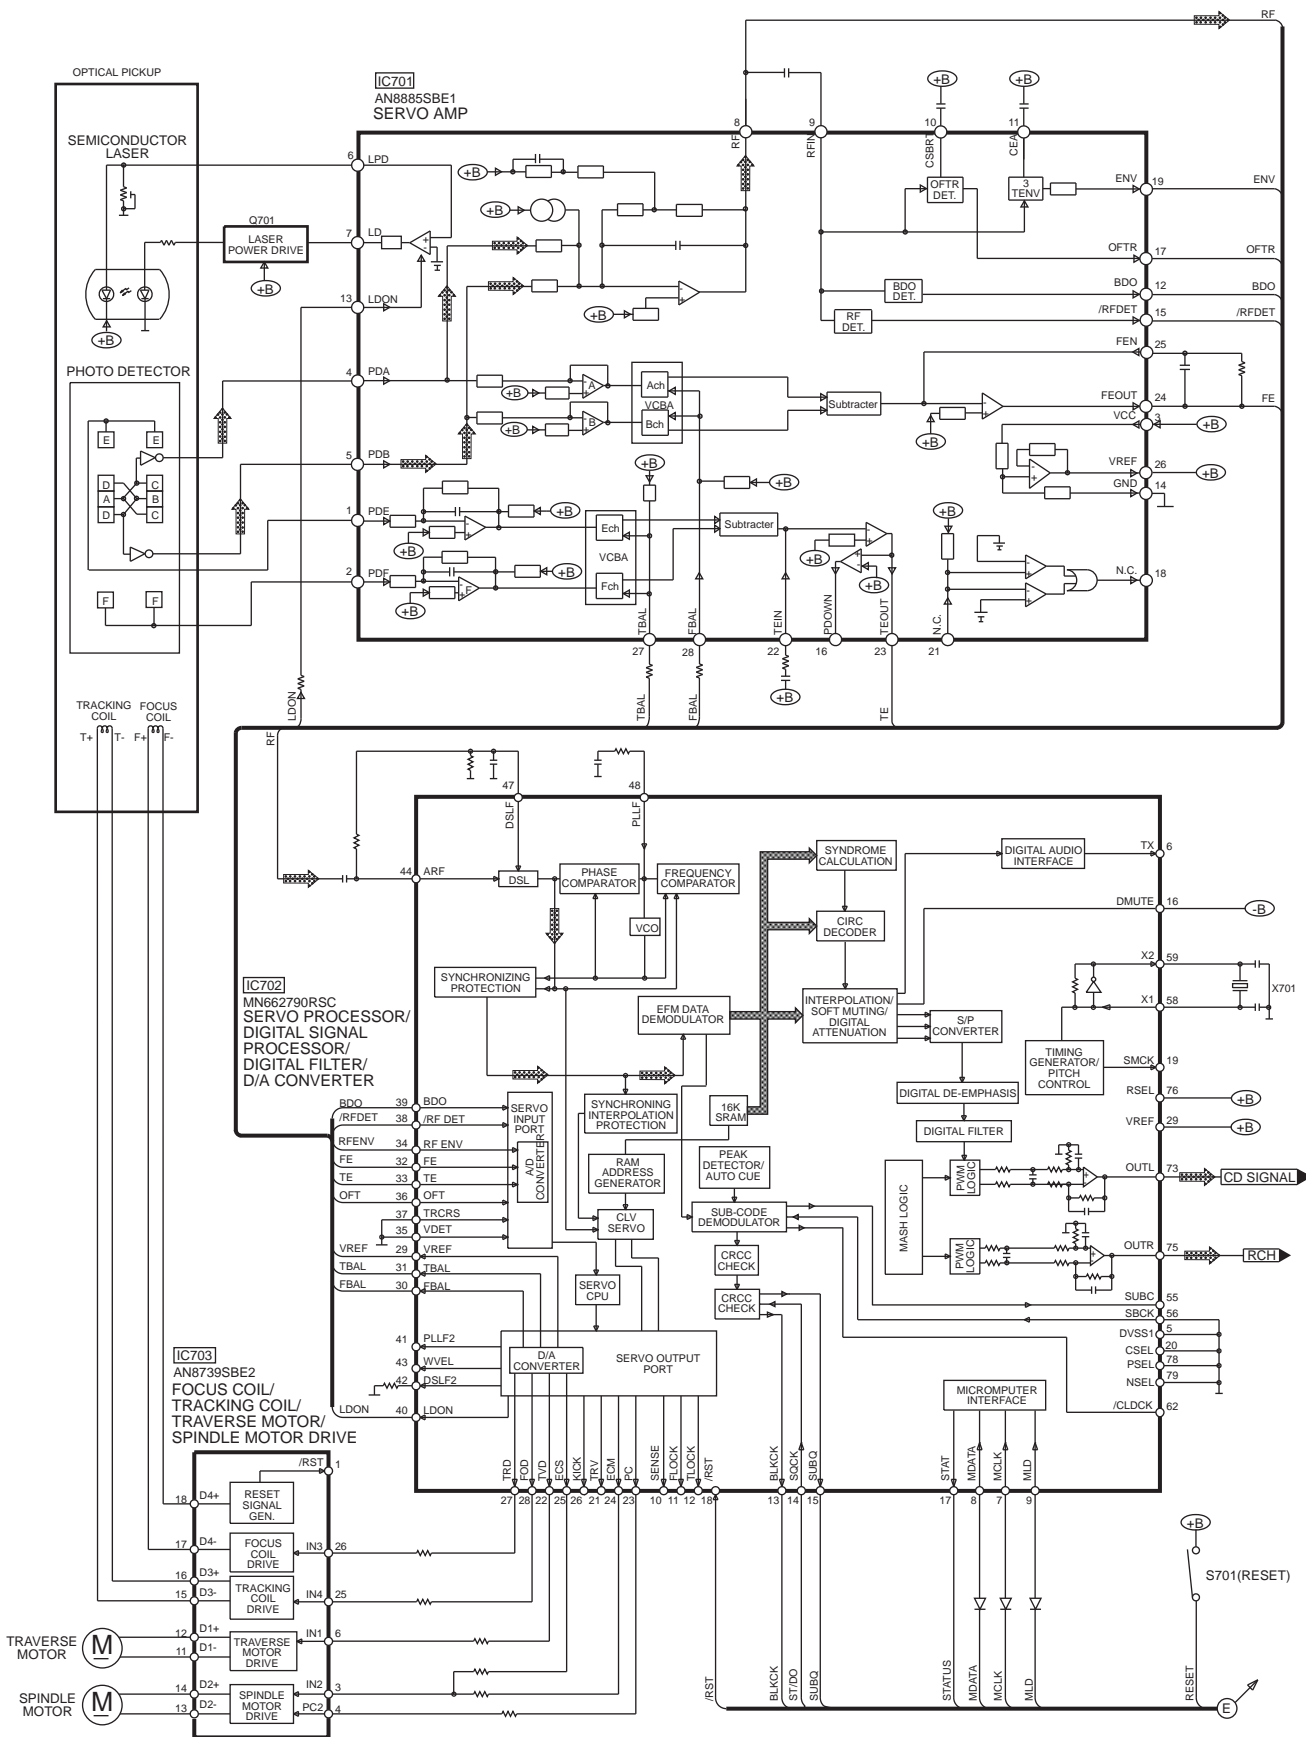 RF
OPTICAL PICKUP
IC701
AN8885SBE1
SERVO AMP
+B
+B
8
9
10
11
RF
RFIN
CSBRT
CEA
SEMICONDUCTOR
LASER
6
LPD
+B
OFTR
DET.
3
TENV
ENV
19
ENV
+B
Q701
LASER
POWER DRIVE
7
LD
+
-
OFTR
17
OFTR
+B
BDO
DET.
BDO
12
BDO
13
LDON
-
+
+B
RF
DET.
/RFDET
15
/RFDET
+B
FEN
25
PHOTO DETECTOR
4
PDA
-
+
A
+B
Ach
VCBA
Bch
Subtracter
-
+
FEOUT
24
FE
-
+
B
+B
+B
VCC
3
+B
E
E
5
PDB
D
C
A
B
D
C
+B
+B
-
+
VREF
26
+B
GND
14
1
PDE
+B
-
+
+B
Ech
VCBA
Fch
Subtracter
-
+
+B
+
-
+B
+B
-
+
-
+
N.C.
18
2
PDF
+B
-
+
F
+B
F
F
TBAL
FBAL
TEIN
PDOWN
TEOUT
N.C.
27
28
22
16
23
21
+B
TRACKING
COIL
FOCUS
COIL
T+
T-
F+
F-
LDON
RF
TBAL
FBAL
TE
47
48
DSLF
PLLF
44
ARF
DSL
PHASE
COMPARATOR
FREQUENCY
COMPARATOR
SYNDROME
CALCULATION
DIGITAL AUDIO
INTERFACE
TX
6
VCO
CIRC
DECODER
DMUTE
16
-B
IC702
MN662790RSC
SERVO PROCESSOR/
DIGITAL SIGNAL
PROCESSOR/
DIGITAL FILTER/
D/A CONVERTER
SYNCHRONIZING
PROTECTION
EFM DATA
DEMODULATOR
INTERPOLATION/
SOFT MUTING/
DIGITAL
ATTENUATION
S/P
CONVERTER
X2
59
X701
X1
58
TIMING
GENERATOR/
PITCH
CONTROL
SMCK
19
RSEL
76
+B
VREF
29
+B
DIGITAL DE-EMPHASIS
DIGITAL FILTER
BDO
39
BDO
/RFDET
38
/RF DET
RFENV
34
RF ENV
FE
32
FE
TE
33
TE
OFT
36
OFT
37
TRCRS
35
VDET
VREF
29
VREF
TBAL
31
TBAL
FBAL
30
FBAL
SERVO
INPUT
PORT
A/D
CONVERTER
SYNCHRONING
INTERPOLATION
PROTECTION
16K
SRAM
RAM
ADDRESS
GENERATOR
PEAK
DETECTOR/
AUTO CUE
CLV
SERVO
SUB-CODE
DEMODULATOR
CRCC
CHECK
CRCC
CHECK
SERVO
CPU
MASH LOGIC
PWM
LOGIC
-
+
OUTL
73
CD SIGNAL
PWM
LOGIC
-
+
OUTR
75
RCH
SUBC
55
SBCK
56
DVSS1
5
CSEL
20
PSEL
78
NSEL
79
/CLDCK
62
41
PLLF2
43
WVEL
42
DSLF2
LDON
40
LDON
D/A
CONVERTER
SERVO OUTPUT
PORT
MICROMPUTER
INTERFACE
IC703
AN8739SBE2
FOCUS COIL/
TRACKING COIL/
TRAVERSE MOTOR/
SPINDLE MOTOR DRIVE
TRD
FOD
TVD
ECS
KICK
TRV
ECM
PC
SENSE
FLOCK
TLOCK
/RST
BLKCK
SQCK
SUBQ
STAT
MDATA
MCLK
MLD
27
28
22
25
26
21
24
23
10
11
12
18
13
14
15
17
8
7
9
/RST
1
18
D4+
RESET
SIGNAL
GEN.
17
D4-
FOCUS
COIL
DRIVE
IN3
26
16
D3+
15
D3-
TRACKING
COIL
DRIVE
IN4
25
TRAVERSE
MOTOR
M
12
D1+
11
D1-
TRAVERSE
MOTOR
DRIVE
IN1
6
SPINDLE
MOTOR
M
14
D2+
13
D2-
SPINDLE
MOTOR
DRIVE
IN2
3
PC2
4
+B
S701(RESET)
/RST
BLKCK
ST/DO
SUBQ
STATUS
MDATA
MCLK
MLD
RESET
E